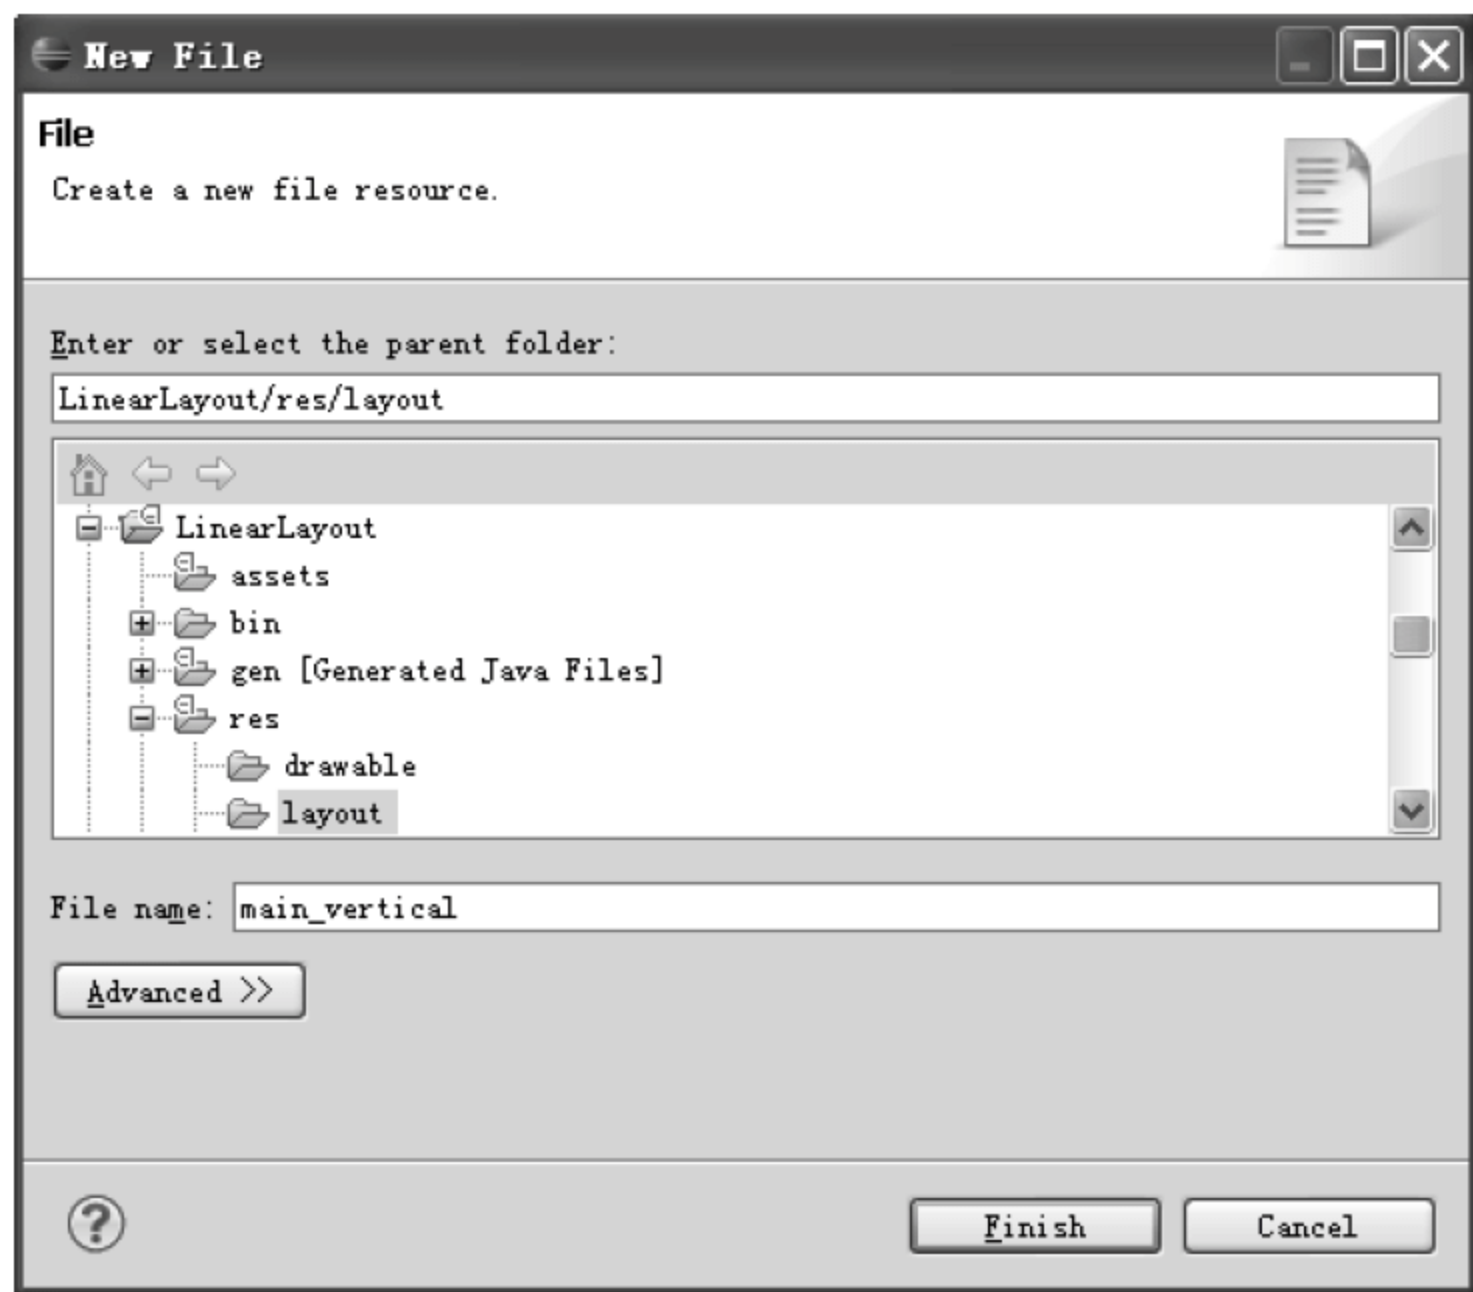 New File
File
Create a new file resource.
Enter or select the parent folder:
LinearLayout/res/layout
LinearLayout
assets
bin
gen [Generated Java Files]
res
drawable
layout
File name: main_vertical
Advanced >>
Finish Cancel